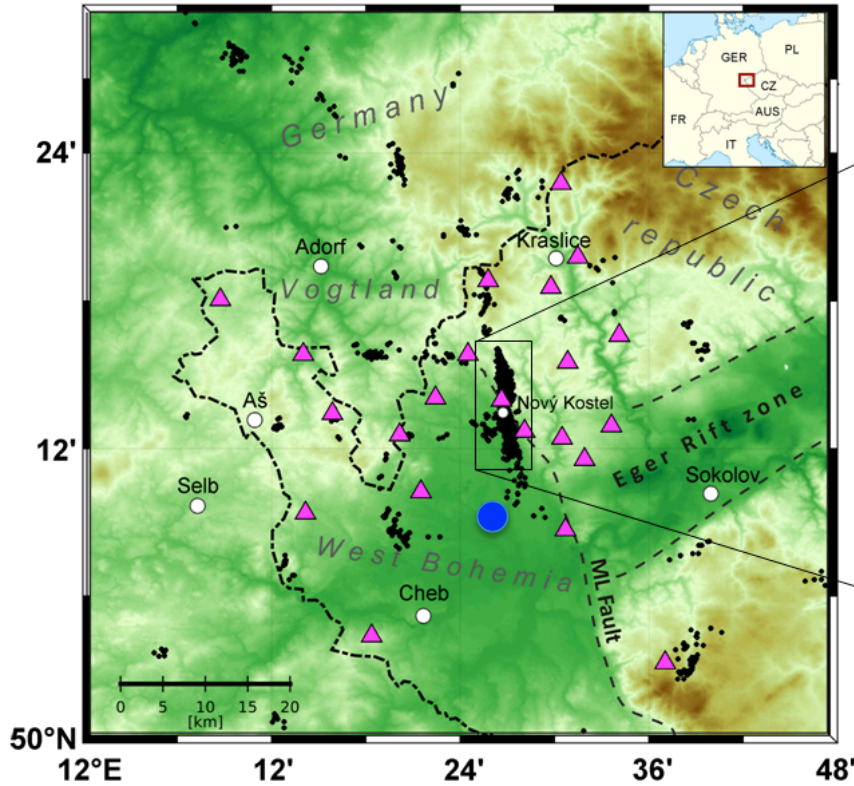 GER
PL
CZ
FR
AUS
IT
Germany
Czech
republic
24'
Kraslice
Adorf
Vogtland
Aš
Nový Kostel
12'
Eger Rift zone
Sokolov
Selb
West Bohemia
ML Fault
Cheb
0 5 10 15 20
[km]
50°N
12°E 12' 24' 36' 48'